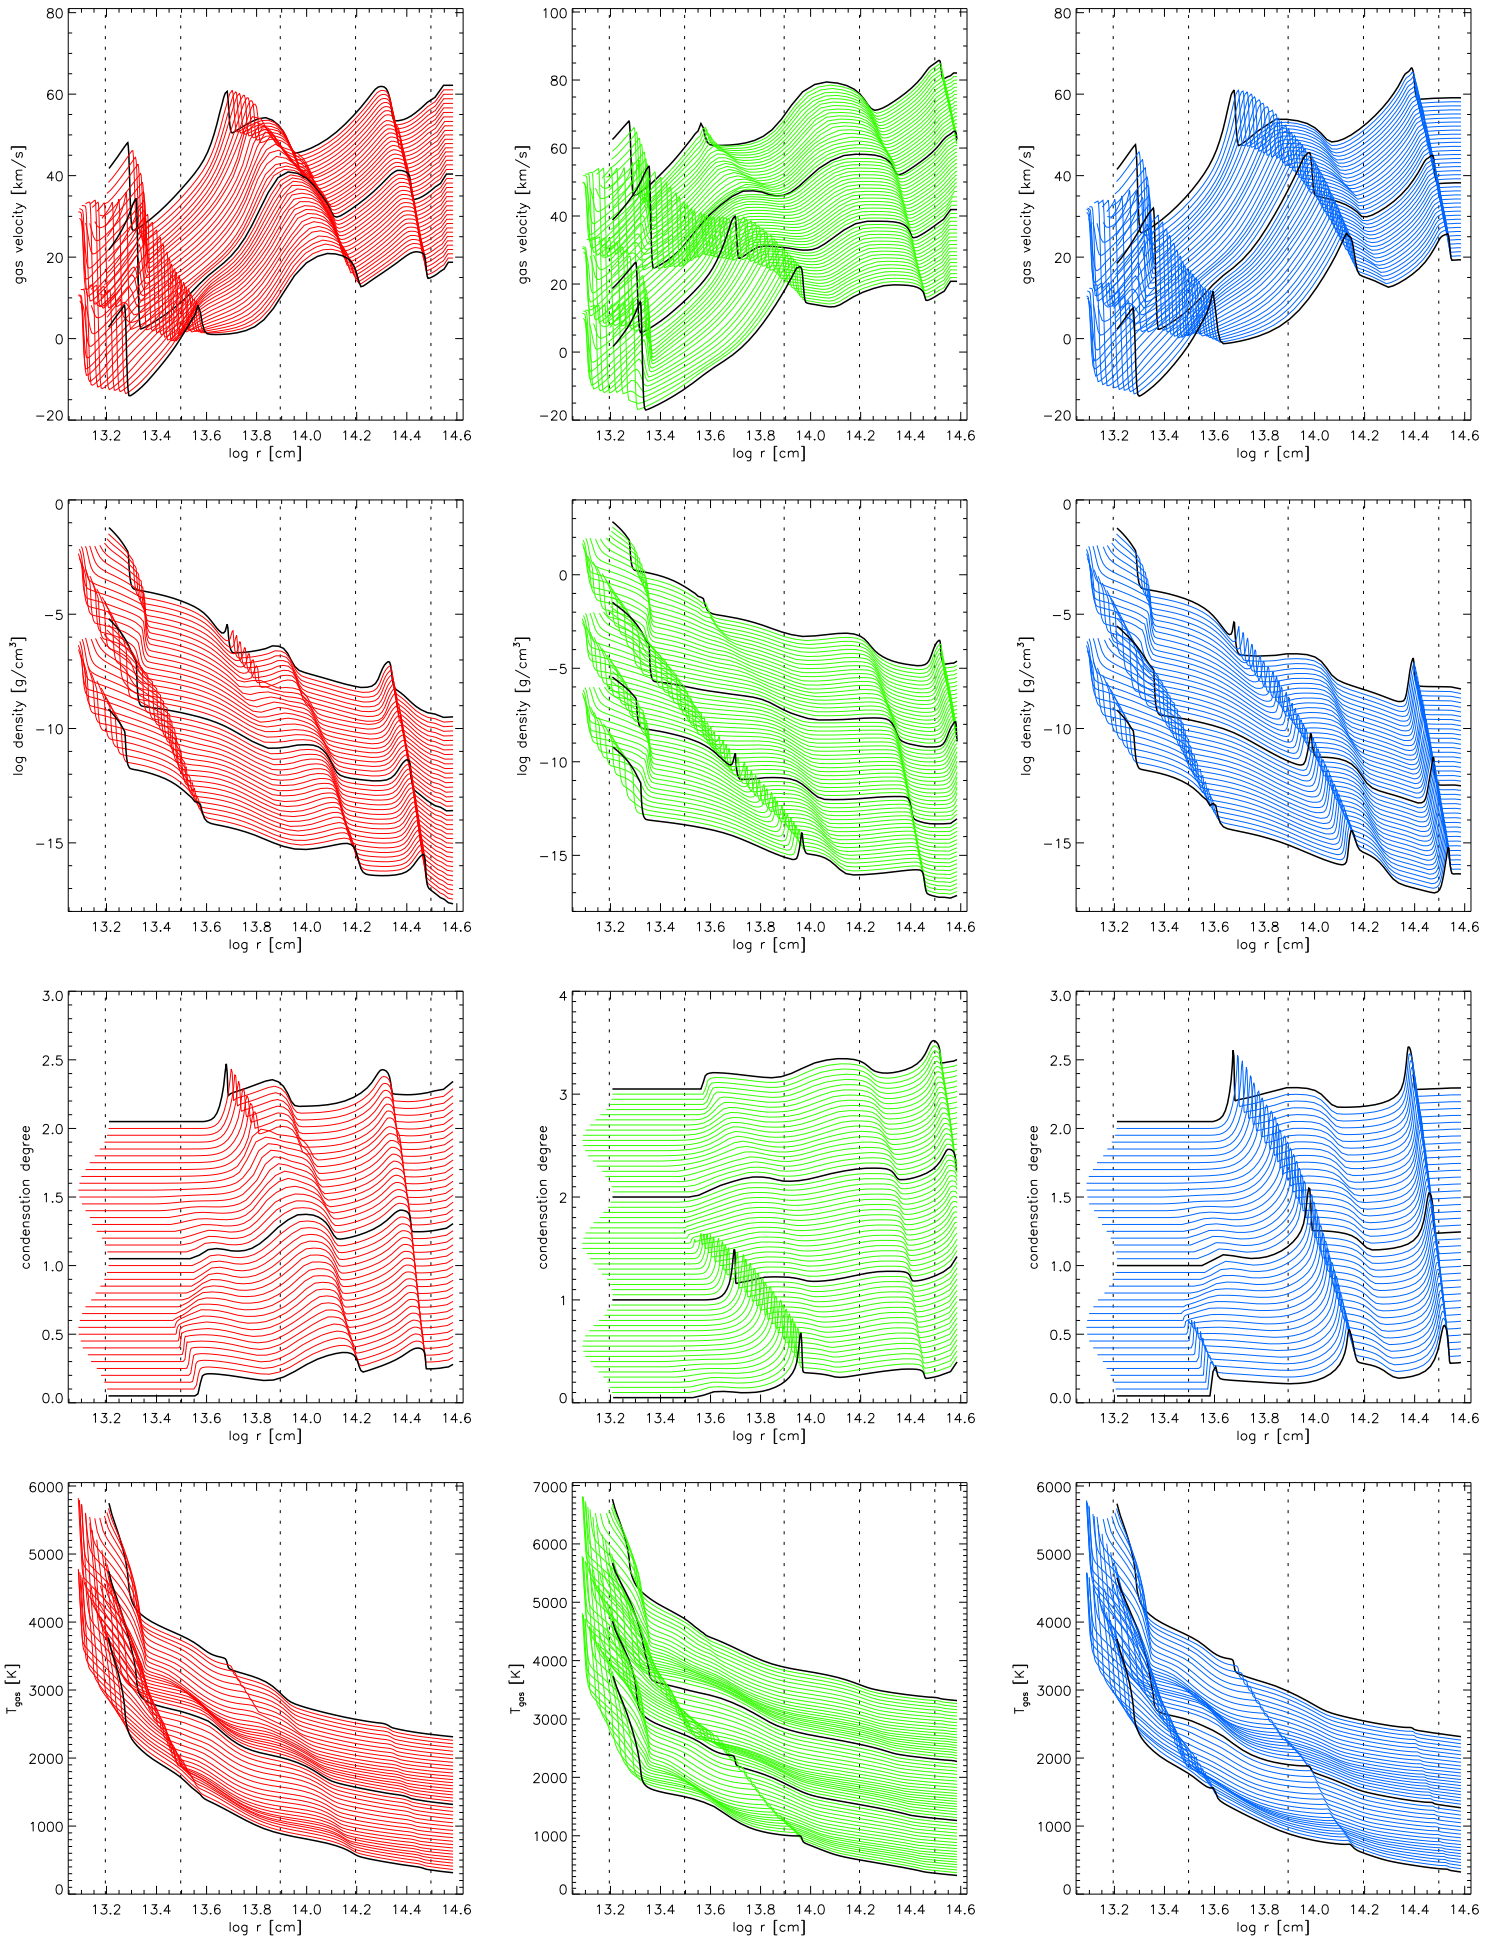 80 60 40 20 0 −20
gas velocity [km/s]
13.2 13.4 13.6 13.8 14.0 14.2 14.4 14.6
log r [cm]
100 80 60 40 20 0 −20
gas velocity [km/s]
13.2 13.4 13.6 13.8 14.0 14.2 14.4 14.6
log r [cm]
80 60 40 20 0 −20
gas velocity [km/s]
13.2 13.4 13.6 13.8 14.0 14.2 14.4 14.6
log r [cm]
0 −5 −10 −15
log density [g/cm³]
13.2 13.4 13.6 13.8 14.0 14.2 14.4 14.6
log r [cm]
0 −5 −10 −15
log density [g/cm³]
13.2 13.4 13.6 13.8 14.0 14.2 14.4 14.6
log r [cm]
0 −5 −10 −15
log density [g/cm³]
13.2 13.4 13.6 13.8 14.0 14.2 14.4 14.6
log r [cm]
3.0 2.5 2.0 1.5 1.0 0.5 0.0
condensation degree
13.2 13.4 13.6 13.8 14.0 14.2 14.4 14.6
log r [cm]
4 3 2 1 0
condensation degree
13.2 13.4 13.6 13.8 14.0 14.2 14.4 14.6
log r [cm]
3.0 2.5 2.0 1.5 1.0 0.5 0.0
condensation degree
13.2 13.4 13.6 13.8 14.0 14.2 14.4 14.6
log r [cm]
6000 5000 4000 3000 2000 1000 0
Tgas [K]
13.2 13.4 13.6 13.8 14.0 14.2 14.4 14.6
log r [cm]
7000 6000 5000 4000 3000 2000 1000 0
Tgas [K]
13.2 13.4 13.6 13.8 14.0 14.2 14.4 14.6
log r [cm]
6000 5000 4000 3000 2000 1000 0
Tgas [K]
13.2 13.4 13.6 13.8 14.0 14.2 14.4 14.6
log r [cm]